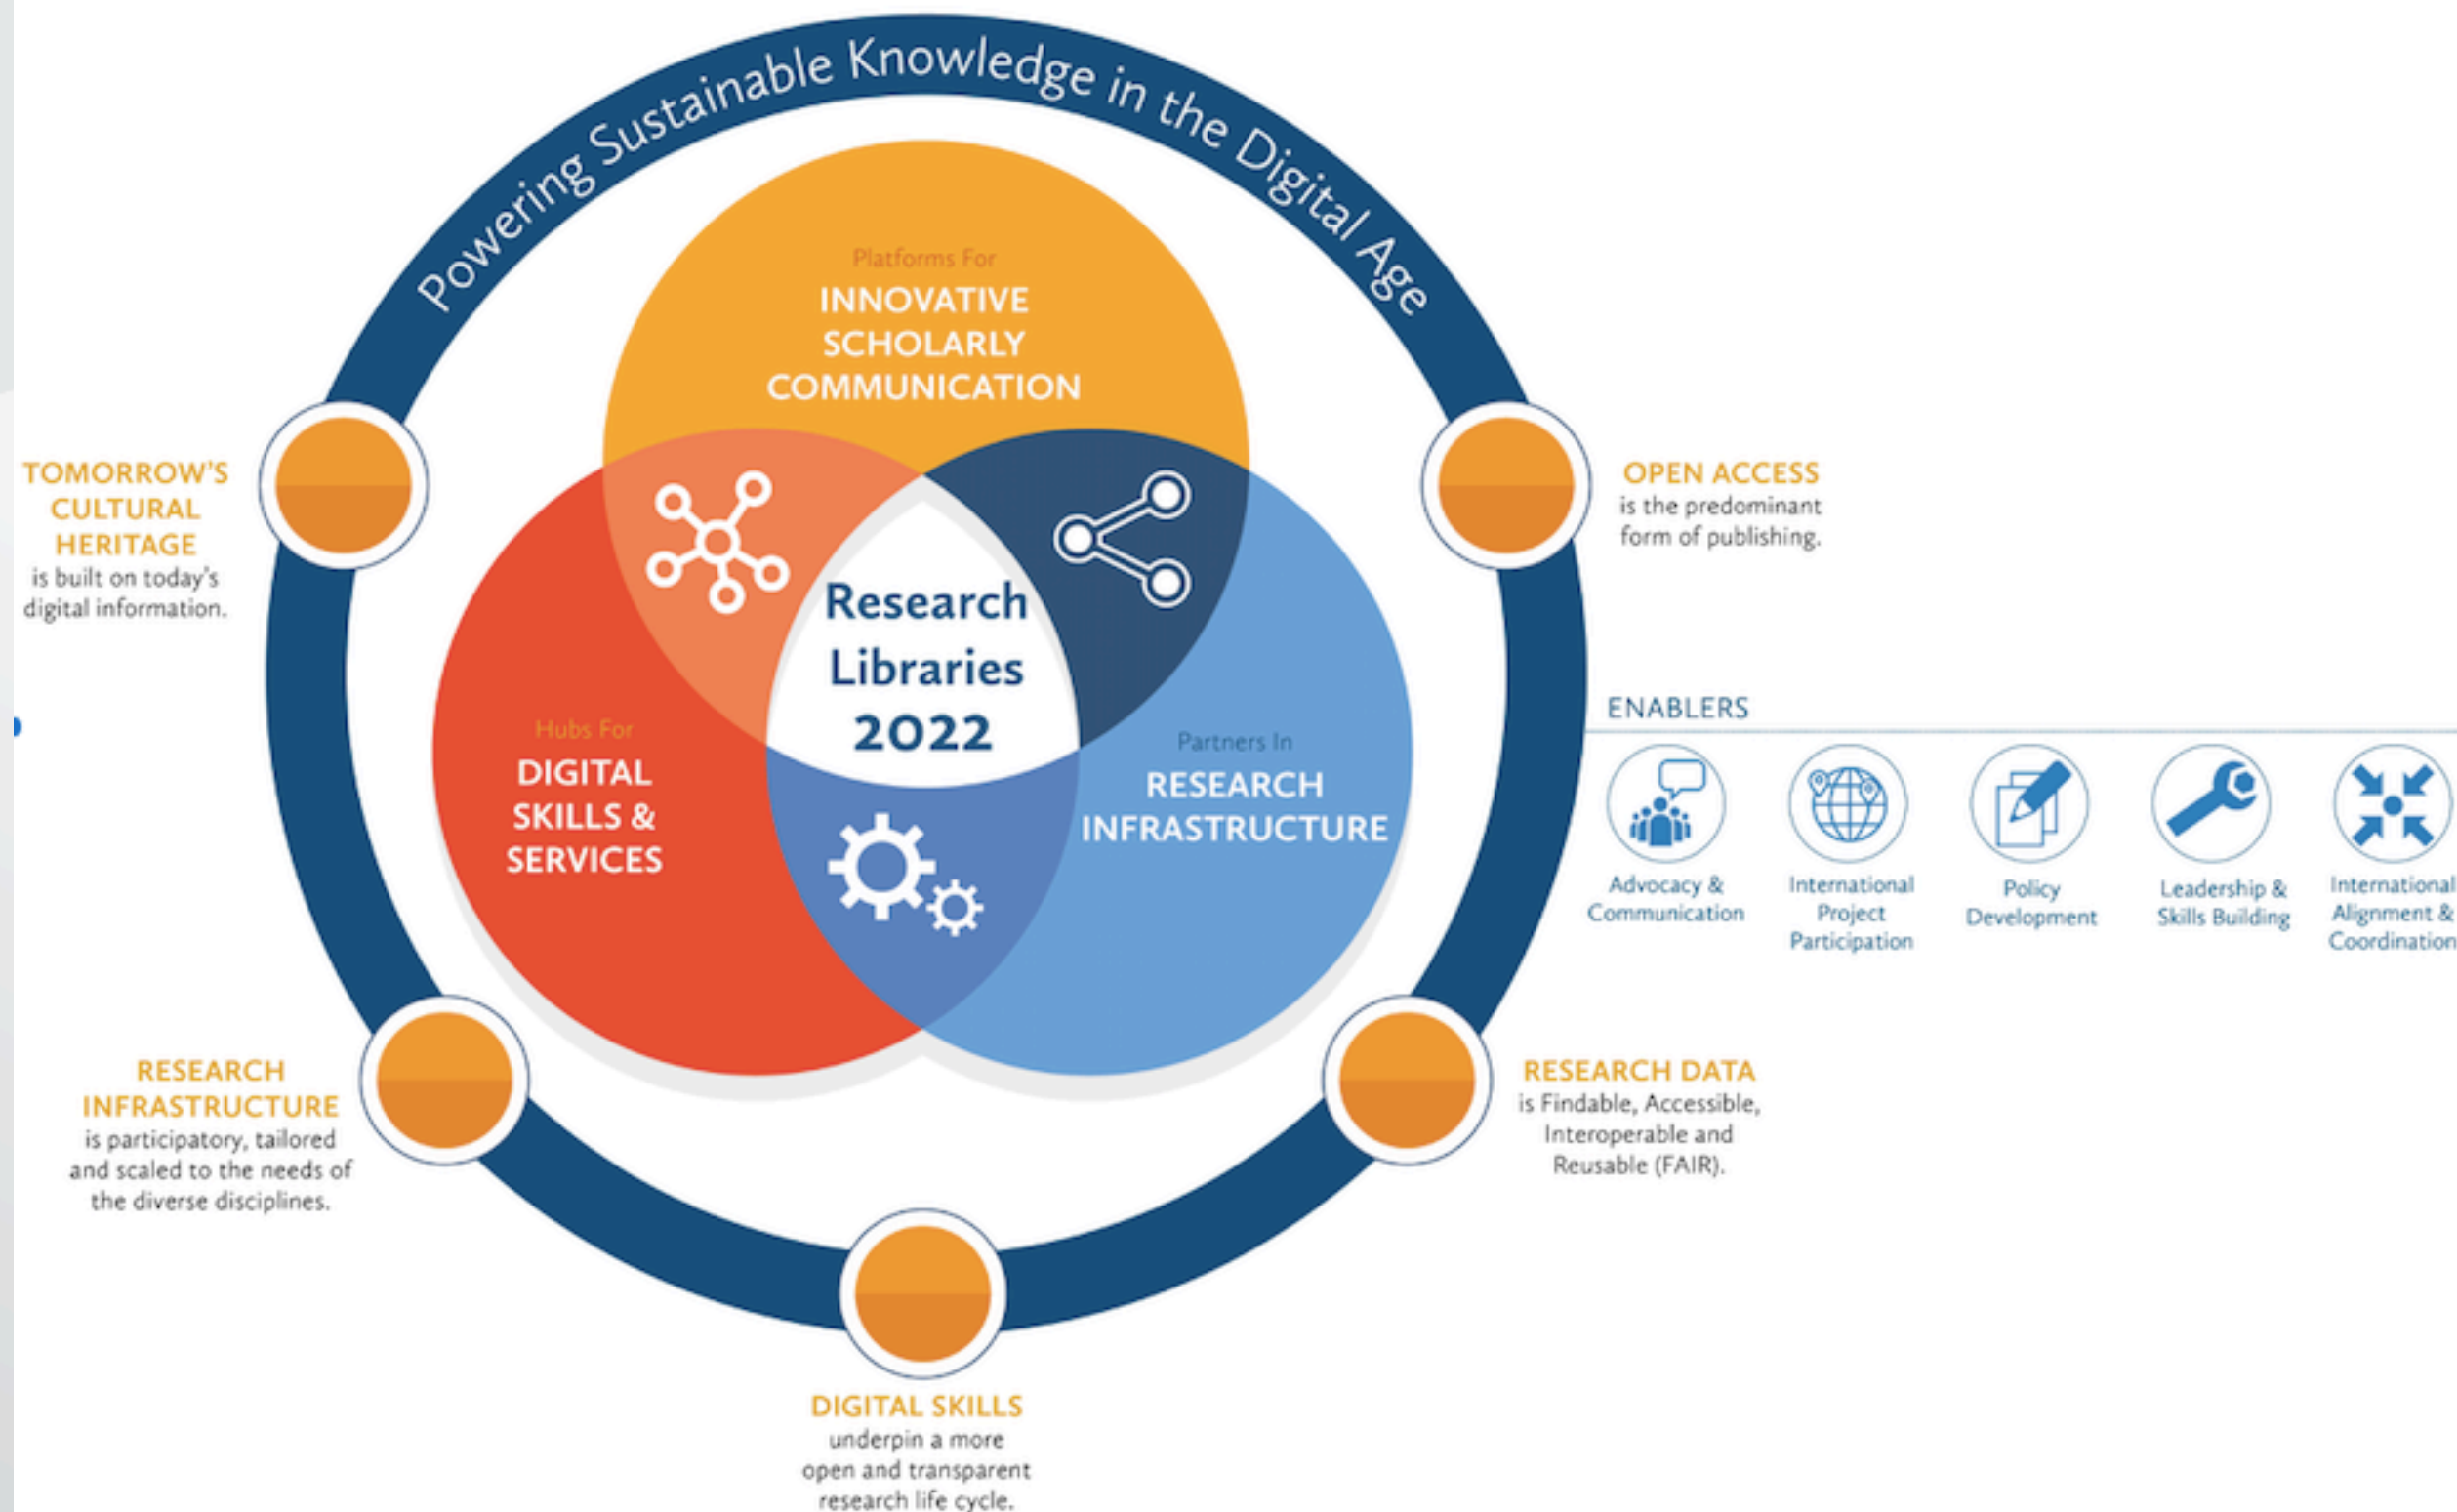 Powering Sustainable Knowledge in the Digital Age
Platforms For
INNOVATIVE
SCHOLARLY
COMMUNICATION
Research
Libraries
2022
Hubs For
DIGITAL
SKILLS &
SERVICES
Partners In
RESEARCH
INFRASTRUCTURE
TOMORROW'S
CULTURAL
HERITAGE
is built on today's
digital information.
OPEN ACCESS
is the predominant
form of publishing.
ENABLERS
Advocacy &
Communication
International
Project
Participation
Policy
Development
Leadership &
Skills Building
International
Alignment &
Coordination
RESEARCH
INFRASTRUCTURE
is participatory, tailored
and scaled to the needs of
the diverse disciplines.
RESEARCH DATA
is Findable, Accessible,
Interoperable and
Reusable (FAIR).
DIGITAL SKILLS
underpin a more
open and transparent
research life cycle.